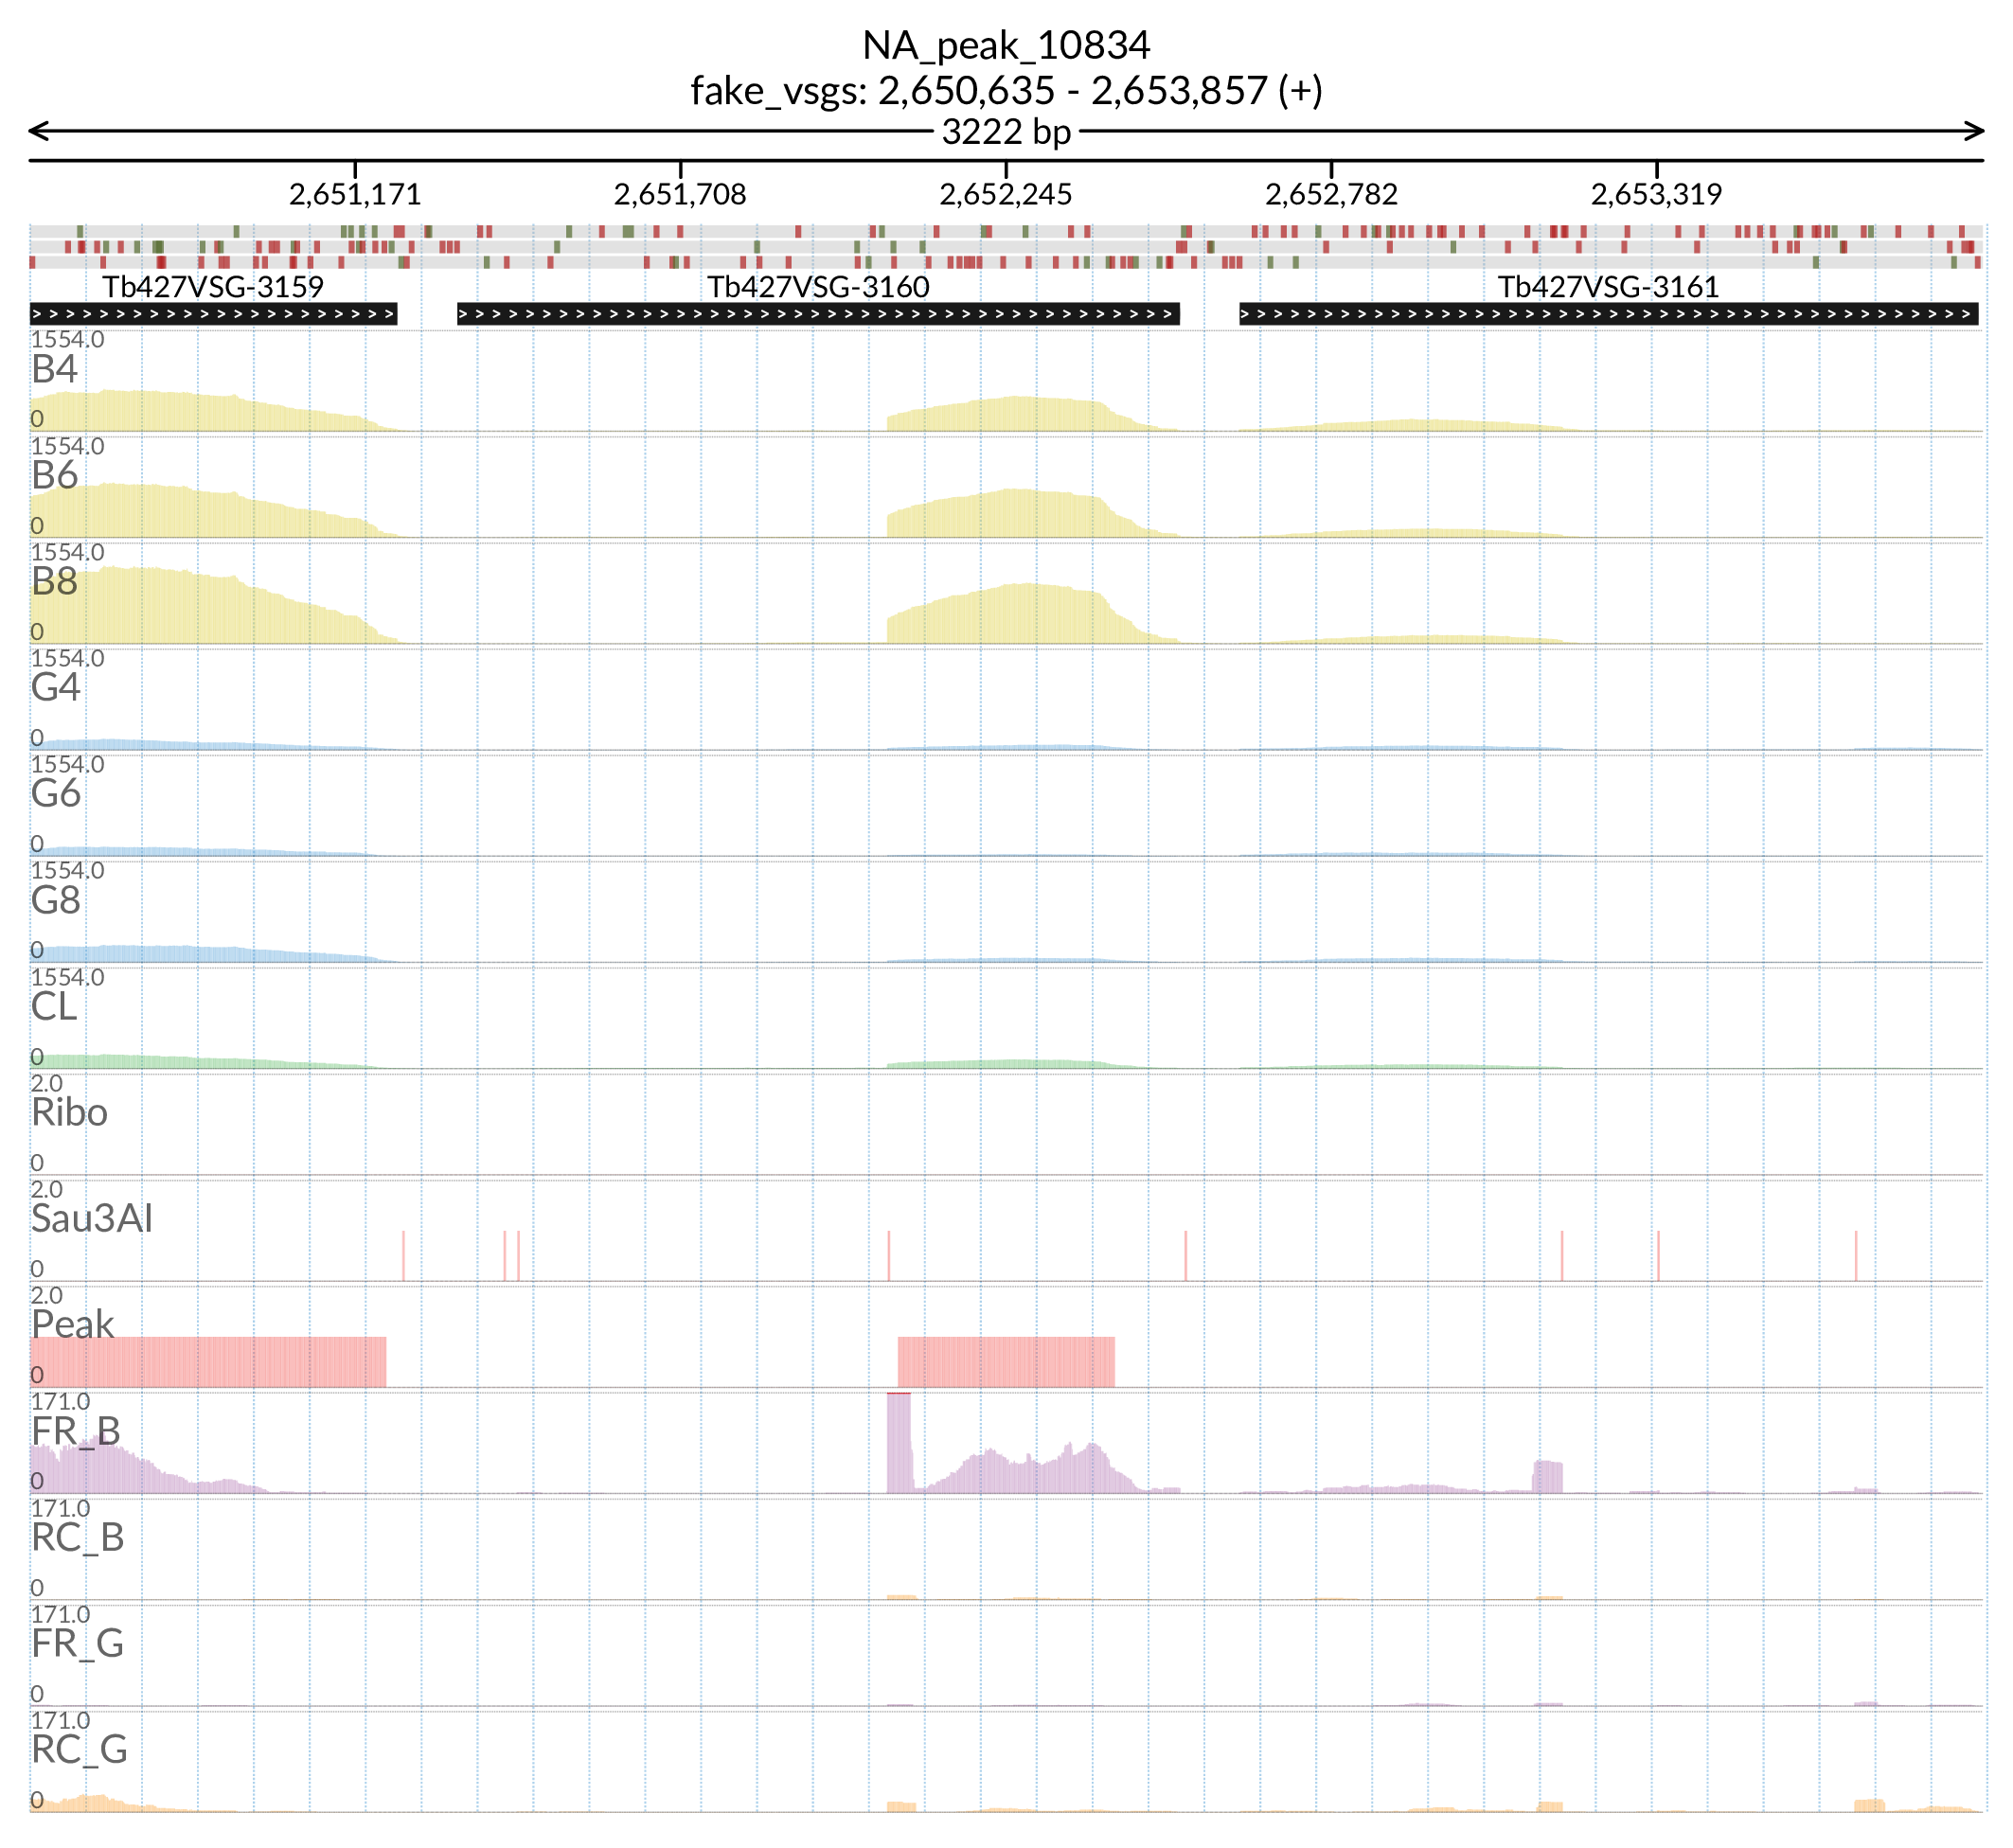 NA_peak_10834
fake_vsgs: 2,650,635 - 2,653,857 (+)
3222 bp
2,651,171 2,651,708 2,652,245 2,652,782 2,653,319
Tb427VSG-3159 Tb427VSG-3160 Tb427VSG-3161
1554.0
B4
0
1554.0
B6
0
1554.0
B8
0
1554.0
G4
0
1554.0
G6
0
1554.0
G8
0
1554.0
CL
0
2.0
Ribo
0
2.0
Sau3AI
0
2.0
Peak
0
171.0
FR_B
0
171.0
RC_B
0
171.0
FR_G
0
171.0
RC_G
0